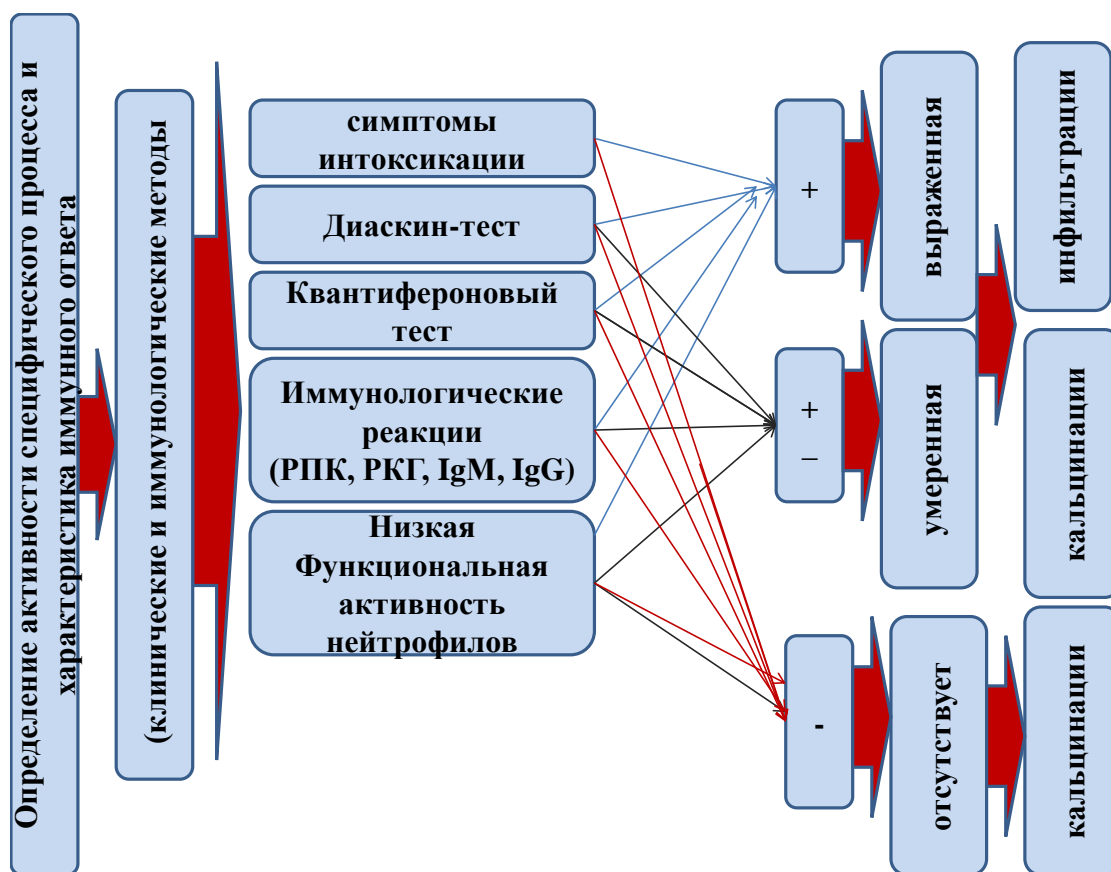 Определение активности специфического процесса и
характеристика иммунного ответа
(клинические и иммунологические методы
симптомы
интоксикации
Диаскин-тест
Квантифероновый
тест
Иммунологические
реакции
(РПК, РКГ, IgM, IgG)
Низкая
Функциональная
активность
нейтрофилов
+
+
–
-
выраженная
умеренная
отсутствует
инфильтрации
кальцинации
кальцинации